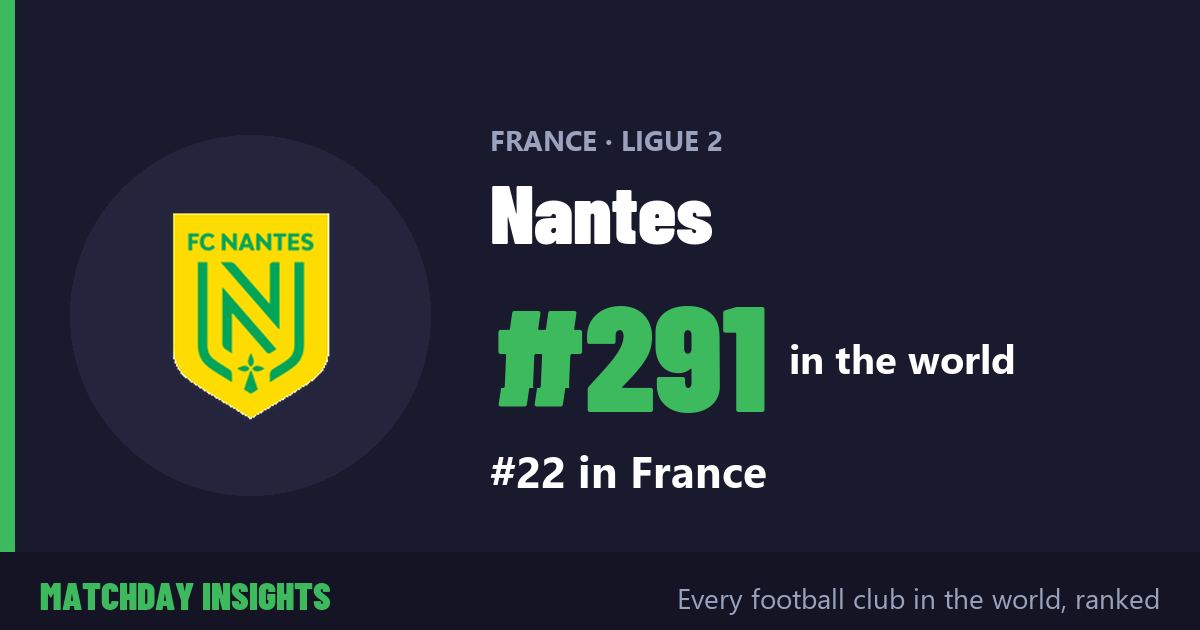 FRANCE · LIGUE 2
Nantes
FC NANTES
N
#291 in the world
#22 in France
MATCHDAY INSIGHTS
Every football club in the world, ranked